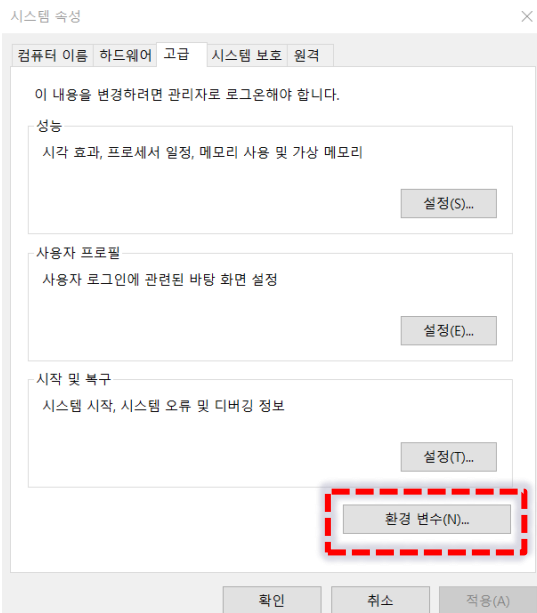 시스템 속성
컴퓨터 이름 하드웨어 고급 시스템 보호 원격
이 내용을 변경하려면 관리자로 로그온해야 합니다.
성능
시각 효과, 프로세서 일정, 메모리 사용 및 가상 메모리
설정(S)...
사용자 프로필
사용자 로그인에 관련된 바탕 화면 설정
설정(E)...
시작 및 복구
시스템 시작, 시스템 오류 및 디버깅 정보
설정(T)...
환경 변수(N)...
확인 취소 적용(A)